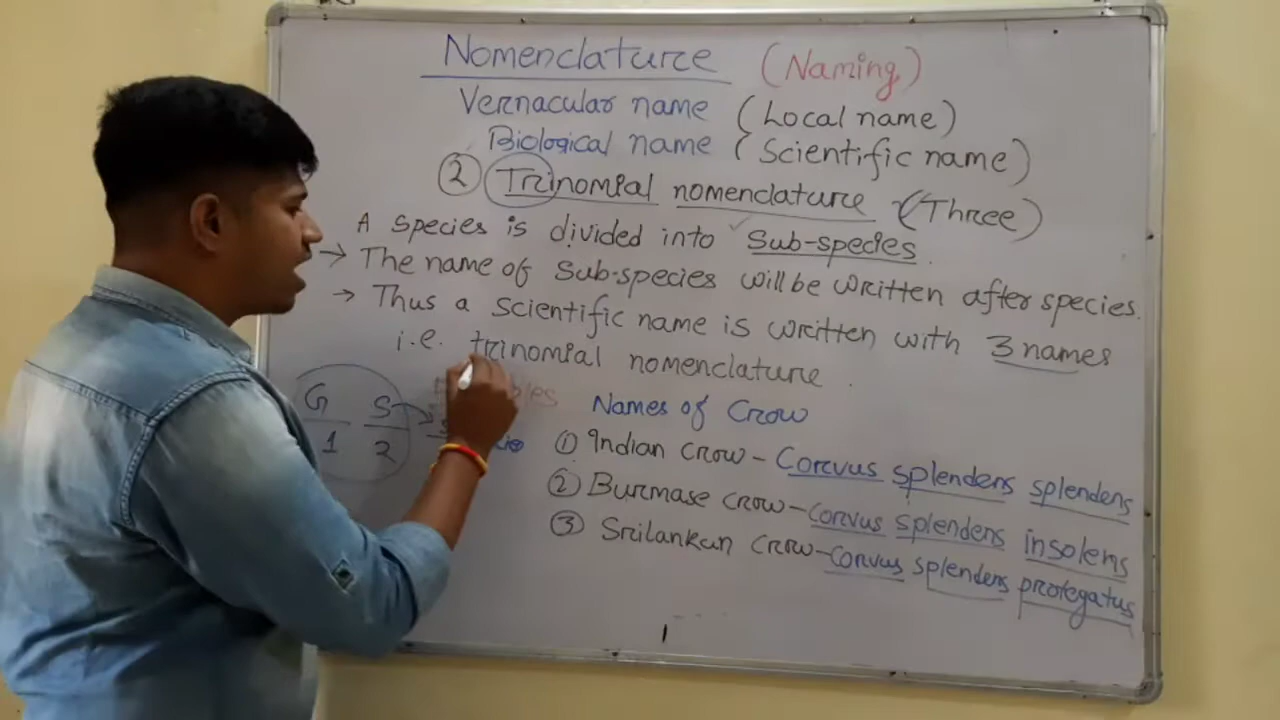 Nomenclature (Naming)
Vernacular name (Local name)
Biological name (Scientific name)
② Trinomial nomenclature (Three)
A species is divided into Sub-species.
→ The name of Sub-species will be written after species.
→ Thus a Scientific name is written with 3 names
i.e. trinomial nomenclature.
G S
1 2
Names of Crow
① Indian crow - Corvus splendens splendens
② Burmase crow - corvus splendens insolens
③ Srilankan crow - corvus splendens protegatus